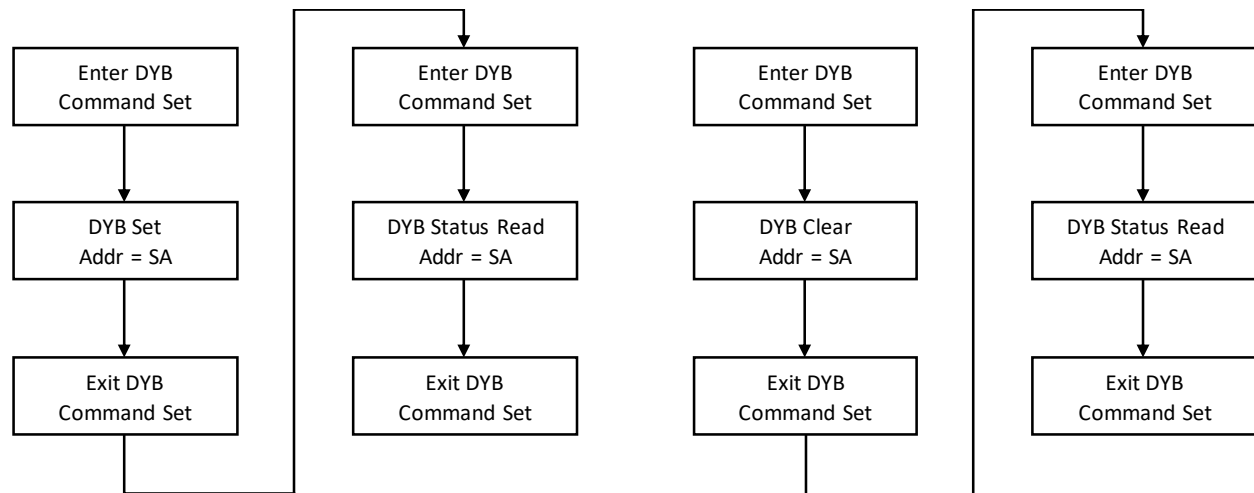 Enter DYB
Command Set
DYB Set
Addr = SA
Exit DYB
Command Set
Enter DYB
Command Set
DYB Status Read
Addr = SA
Exit DYB
Command Set
Enter DYB
Command Set
DYB Clear
Addr = SA
Exit DYB
Command Set
Enter DYB
Command Set
DYB Status Read
Addr = SA
Exit DYB
Command Set